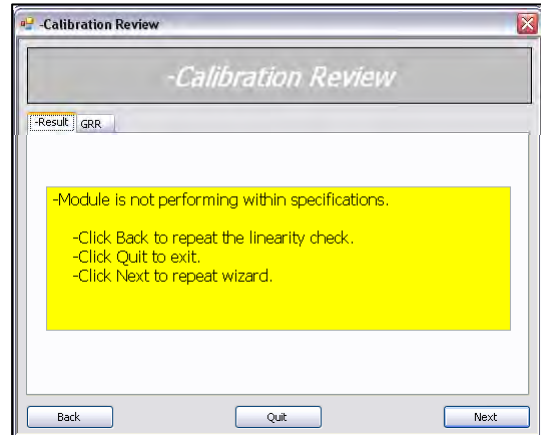 -Calibration Review
-Calibration Review
-Result GRR
-Module is not performing within specifications.
-Click Back to repeat the linearity check.
-Click Quit to exit.
-Click Next to repeat wizard.
Back Quit Next